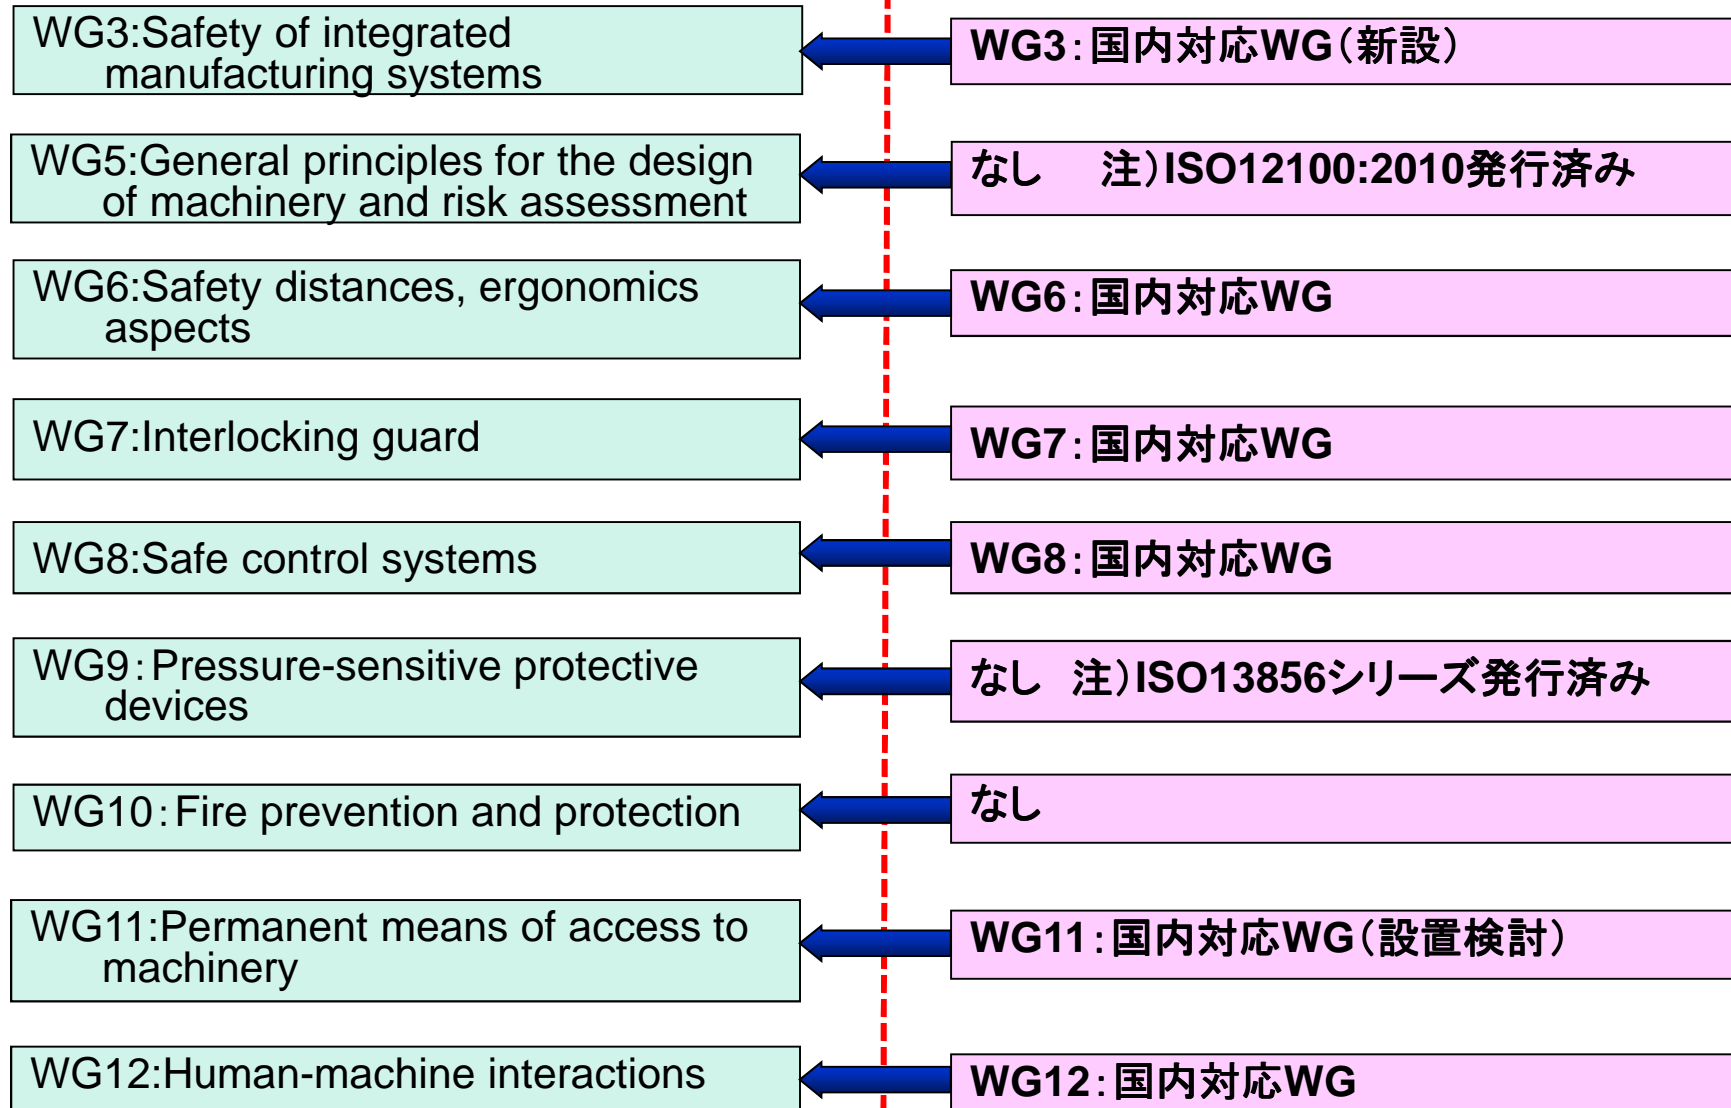 WG3:Safety of integrated
manufacturing systems
WG3：国内対応WG（新設）
WG5:General principles for the design
of machinery and risk assessment
なし　注）ISO12100:2010発行済み
WG6:Safety distances, ergonomics
aspects
WG6：国内対応WG
WG7:Interlocking guard
WG7：国内対応WG
WG8:Safe control systems
WG8：国内対応WG
WG9：Pressure-sensitive protective
devices
なし　注）ISO13856シリーズ発行済み
WG10：Fire prevention and protection
なし
WG11:Permanent means of access to
machinery
WG11：国内対応WG（設置検討）
WG12:Human-machine interactions
WG12：国内対応WG